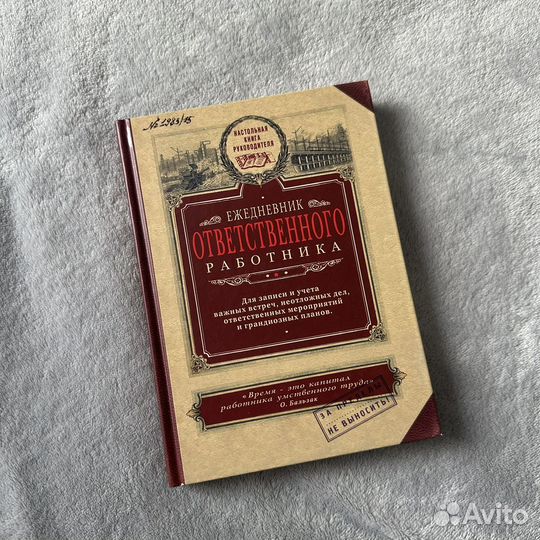 № 1983/15
НАСТОЛЬНАЯ
КНИГА
РУКОВОДИТЕЛЯ
ЕЖЕДНЕВНИК
ОТВЕТСТВЕННОГО
РАБОТНИКА
Для записи и учета
важных встреч, неотложных дел,
ответственных мероприятий
и грандиозных планов.
«Время - это капитал
работника умственного труда»
О. Бальзак
ЗА
НЕ ВЫНОСИТЬ!
Avito